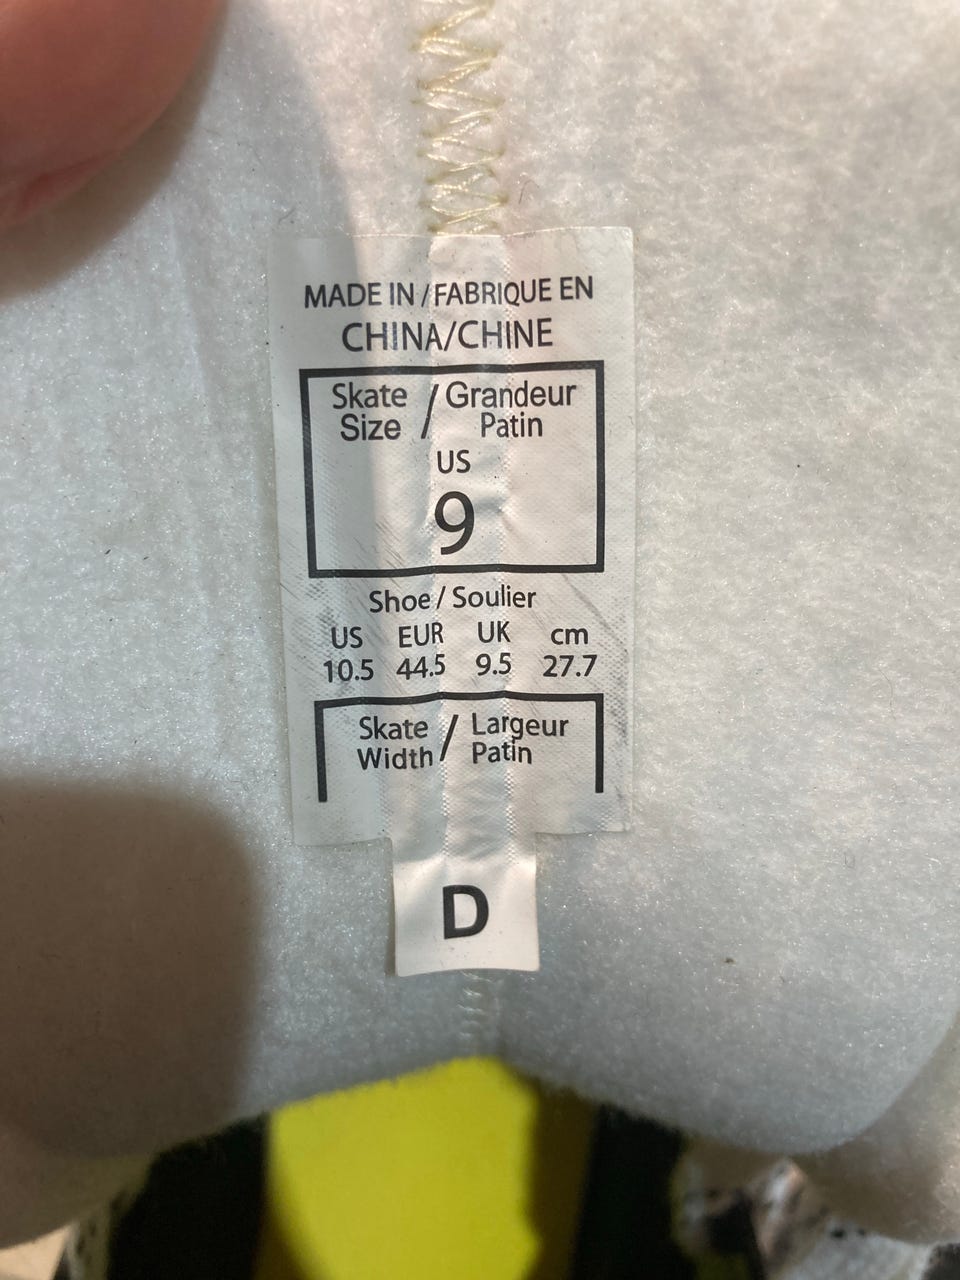 MADE IN / FABRIQUE EN
CHINA/CHINE
Skate / Grandeur
Size Patin
US
9
Shoe / Soulier
US EUR UK cm
10.5 44.5 9.5 27.7
Skate / Largeur
Width Patin
D